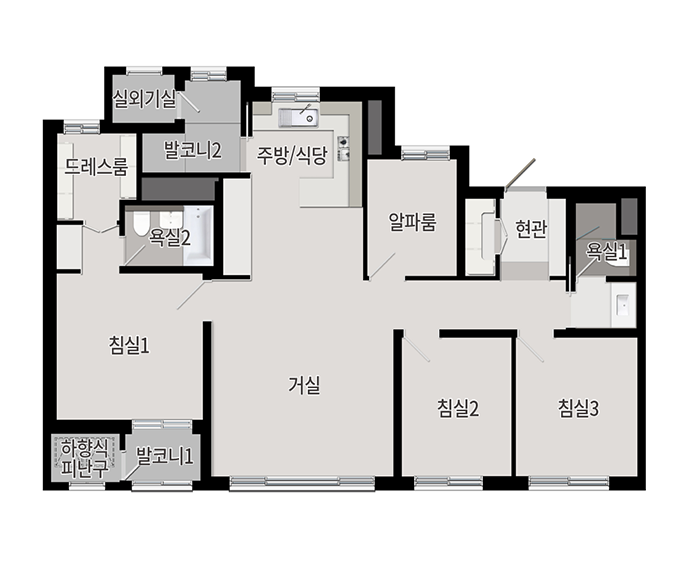 실외기실
발코니2
드레스룸
주방/식당
알파룸
현관
욕실2
욕실1
침실1
거실
침실2
침실3
하향식
피난구
발코니1